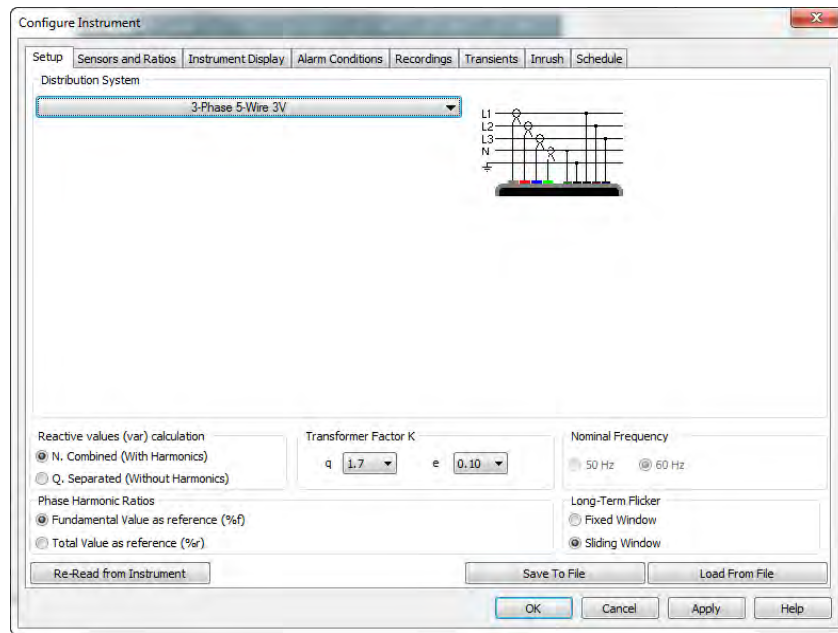 Configure Instrument
Setup Sensors and Ratios Instrument Display Alarm Conditions Recordings Transients Inrush Schedule
Distribution System
3-Phase 5-Wire 3V
L1
L2
L3
N
Reactive values (var) calculation
N. Combined (With Harmonics)
Q. Separated (Without Harmonics)
Transformer Factor K
q 1.7 e 0.10
Nominal Frequency
50 Hz 60 Hz
Phase Harmonic Ratios
Fundamental Value as reference (%f)
Total Value as reference (%r)
Long-Term Flicker
Fixed Window
Sliding Window
Re-Read from Instrument Save To File Load From File
OK Cancel Apply Help